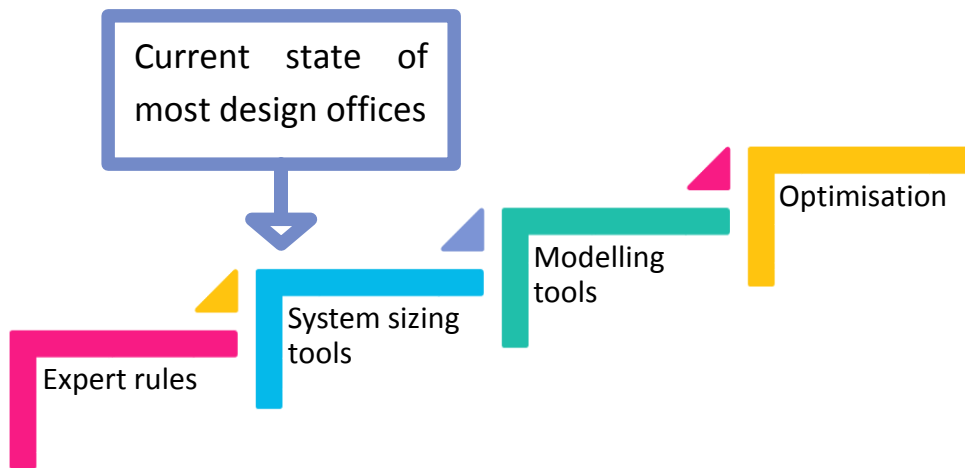 Current state of
most design offices
Optimisation
Modelling
tools
System sizing
tools
Expert rules